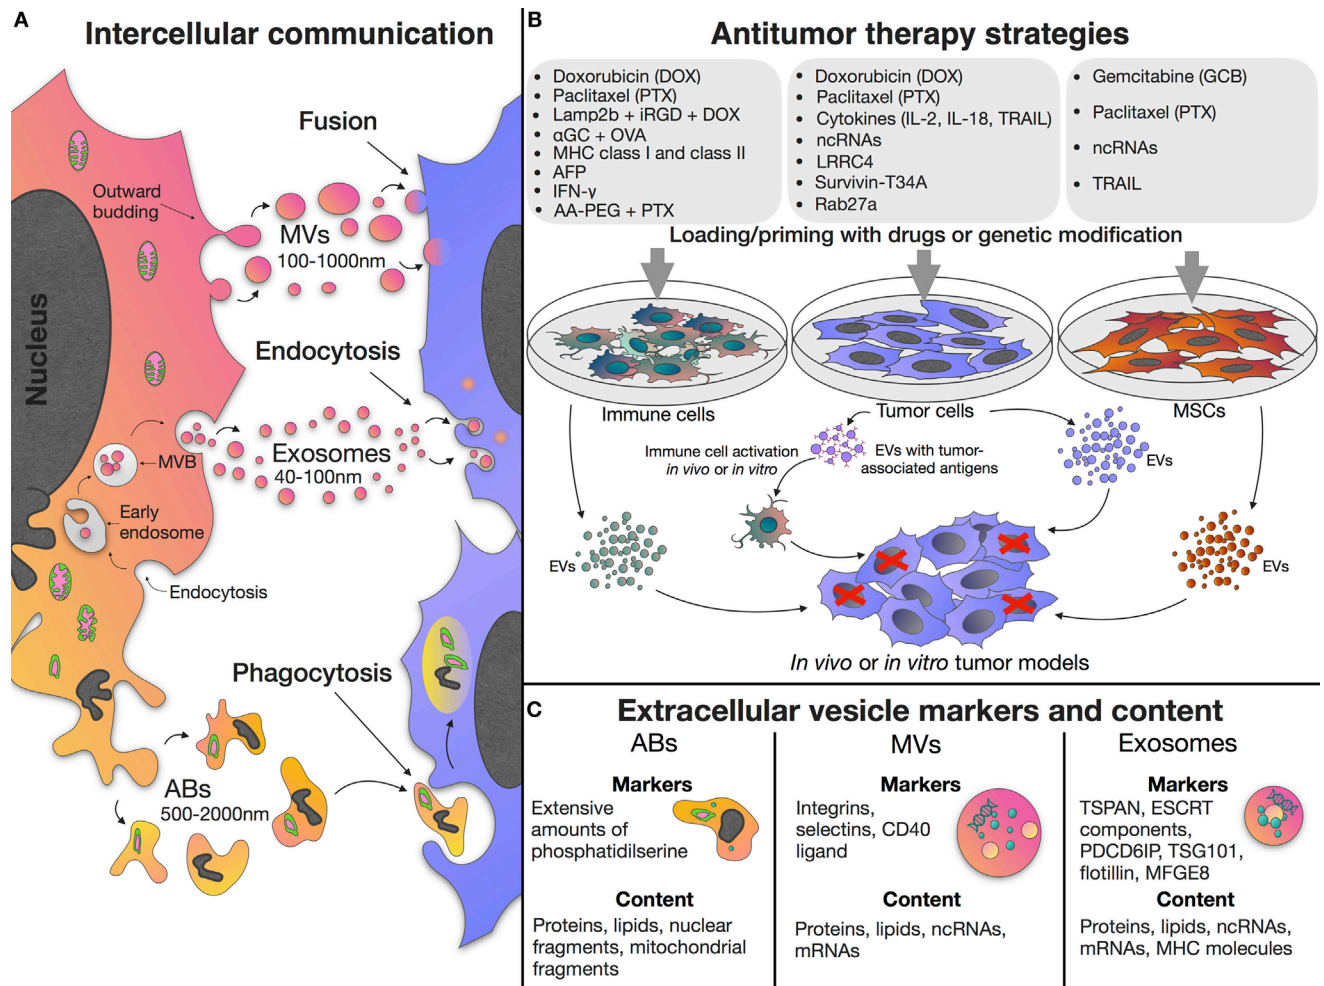 A
Intercellular communication
Fusion
Outward
budding
MVs
100-1000nm
Nucleus
Endocytosis
Exosomes
40-100nm
MVB
Early
endosome
Endocytosis
Phagocytosis
ABs
500-2000nm
B
Antitumor therapy strategies
• Doxorubicin (DOX)
• Paclitaxel (PTX)
• Lamp2b + iRGD + DOX
• αGC + OVA
• MHC class I and class II
• AFP
• IFN-γ
• AA-PEG + PTX
• Doxorubicin (DOX)
• Paclitaxel (PTX)
• Cytokines (IL-2, IL-18, TRAIL)
• ncRNAs
• LRRC4
• Survivin-T34A
• Rab27a
• Gemcitabine (GCB)
• Paclitaxel (PTX)
• ncRNAs
• TRAIL
Loading/priming with drugs or genetic modification
Immune cells
Tumor cells
MSCs
Immune cell activation
in vivo or in vitro
EVs with tumor-
associated antigens
EVs
EVs
EVs
In vivo or in vitro tumor models
C
Extracellular vesicle markers and content
ABs
Markers
Extensive
amounts of
phosphatidilserine
Content
Proteins, lipids, nuclear
fragments, mitochondrial
fragments
MVs
Markers
Integrins,
selectins, CD40
ligand
Content
Proteins, lipids, ncRNAs,
mRNAs
Exosomes
Markers
TSPAN, ESCRT
components,
PDCD6IP, TSG101,
flotillin, MFGE8
Content
Proteins, lipids, ncRNAs,
mRNAs, MHC molecules